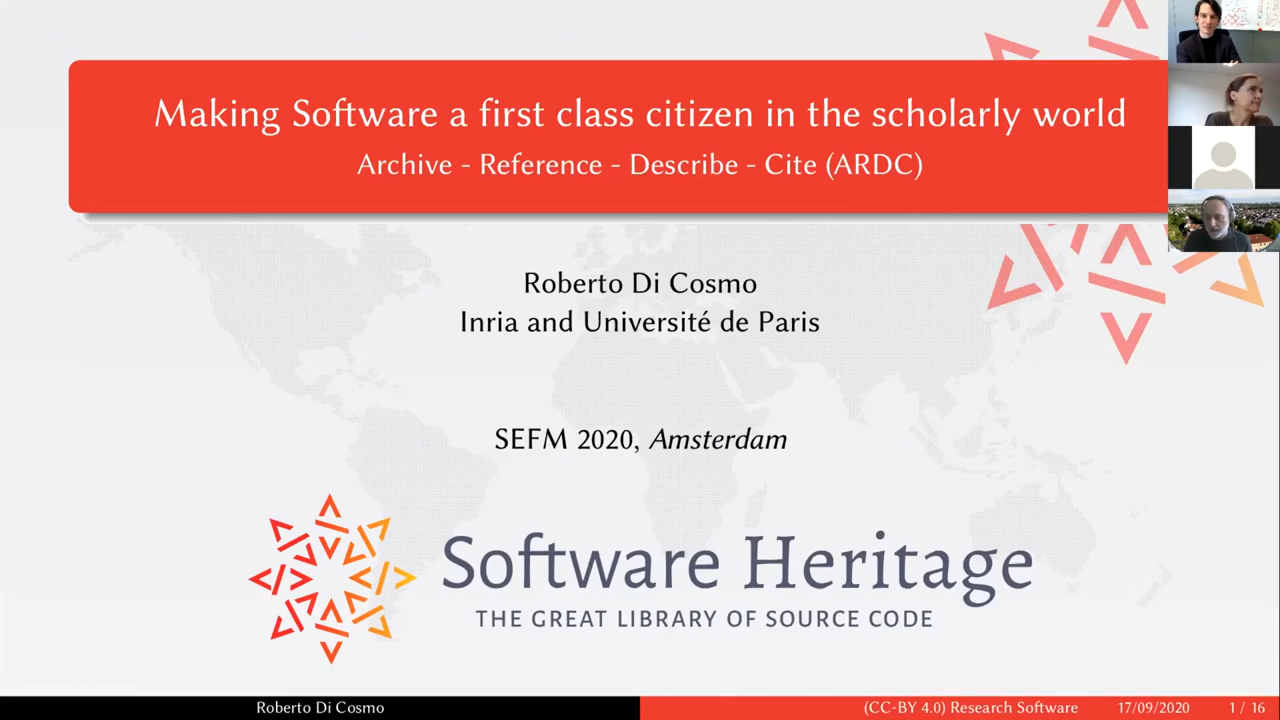 Making Software a first class citizen in the scholarly world
Archive - Reference - Describe - Cite (ARDC)
Roberto Di Cosmo
Inria and Université de Paris
SEFM 2020, Amsterdam
Software Heritage
THE GREAT LIBRARY OF SOURCE CODE
Roberto Di Cosmo
(CC-BY 4.0) Research Software 17/09/2020 1 / 16